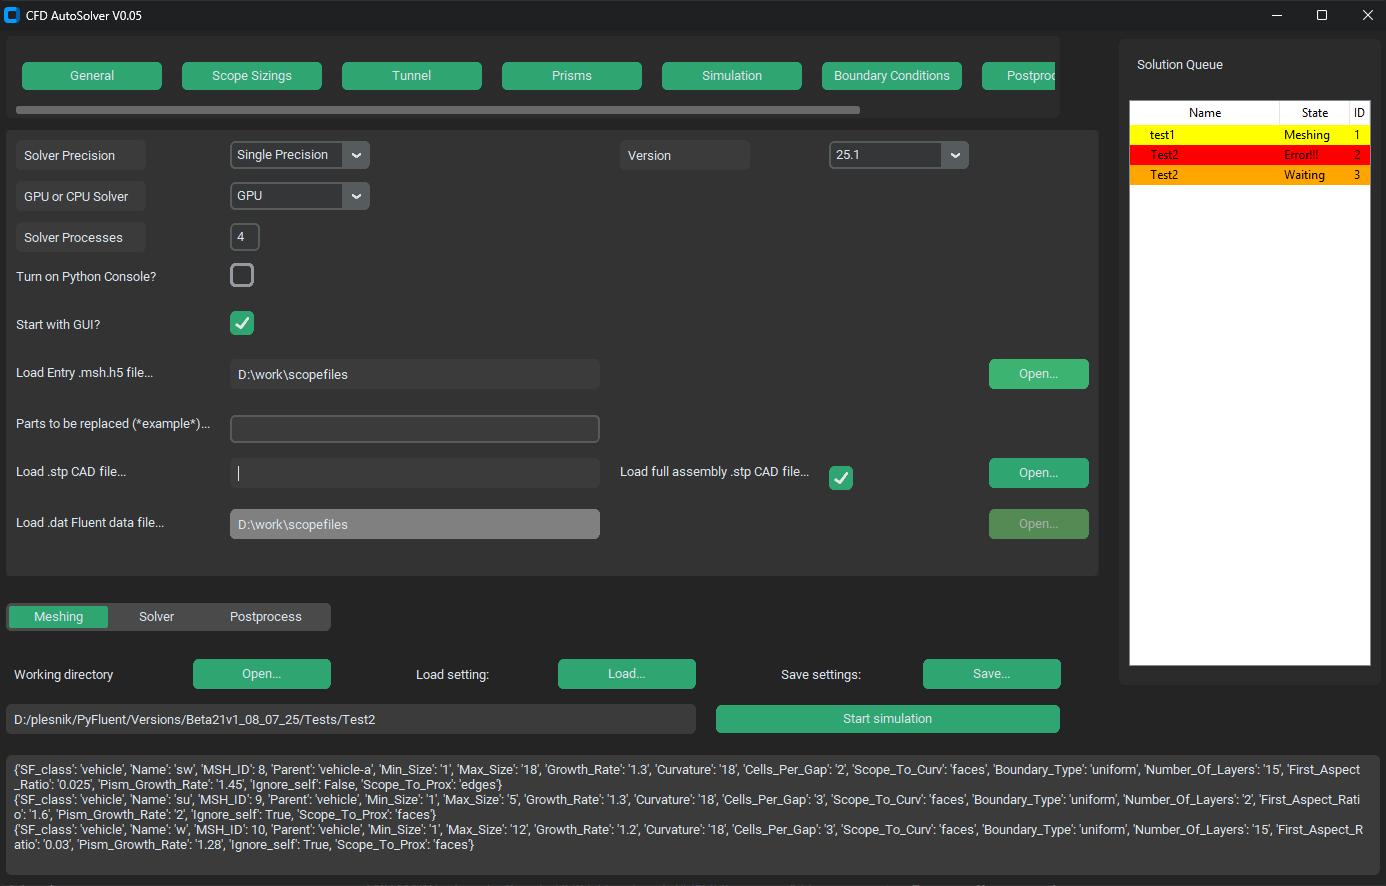 CFD AutoSolver V0.05
General Scope Sizings Tunnel Prisms Simulation Boundary Conditions Postproc
Solution Queue
Name State ID
test1 Meshing 1
Test2 Error!!! 2
Test2 Waiting 3
Solver Precision Single Precision Version 25.1
GPU or CPU Solver GPU
Solver Processes 4
Turn on Python Console?
Start with GUI?
Load Entry .msh.h5 file... D:\work\scopefiles Open...
Parts to be replaced (*example*)...
Load .stp CAD file... Load full assembly .stp CAD file... Open...
Load .dat Fluent data file... D:\work\scopefiles Open...
Meshing Solver Postprocess
Working directory Open... Load setting: Load... Save settings: Save...
D:/plesnik/PyFluent/Versions/Beta21v1_08_07_25/Tests/Test2 Start simulation
{'SF_class': 'vehicle', 'Name': 'sw', 'MSH_ID': 8, 'Parent': 'vehicle-a', 'Min_Size': '1', 'Max_Size': '18', 'Growth_Rate': '1.3', 'Curvature': '18', 'Cells_Per_Gap': '2', 'Scope_To_Curv': 'faces', 'Boundary_Type': 'uniform', 'Number_Of_Layers': '15', 'First_Aspect
_Ratio': '0.025', 'Pism_Growth_Rate': '1.45', 'Ignore_self': False, 'Scope_To_Prox': 'edges'}
{'SF_class': 'vehicle', 'Name': 'su', 'MSH_ID': 9, 'Parent': 'vehicle', 'Min_Size': '1', 'Max_Size': '5', 'Growth_Rate': '1.3', 'Curvature': '18', 'Cells_Per_Gap': '3', 'Scope_To_Curv': 'faces', 'Boundary_Type': 'uniform', 'Number_Of_Layers': '2', 'First_Aspect_Rati
o': '1.6', 'Pism_Growth_Rate': '2', 'Ignore_self': True, 'Scope_To_Prox': 'faces'}
{'SF_class': 'vehicle', 'Name': 'w', 'MSH_ID': 10, 'Parent': 'vehicle', 'Min_Size': '1', 'Max_Size': '12', 'Growth_Rate': '1.2', 'Curvature': '18', 'Cells_Per_Gap': '3', 'Scope_To_Curv': 'faces', 'Boundary_Type': 'uniform', 'Number_Of_Layers': '15', 'First_Aspect_R
atio': '0.03', 'Pism_Growth_Rate': '1.28', 'Ignore_self': True, 'Scope_To_Prox': 'faces'}